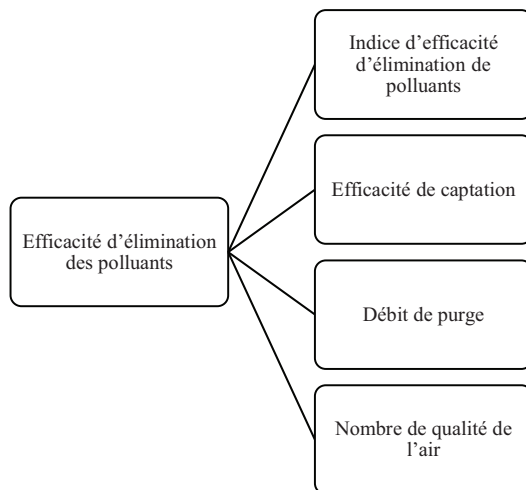 Indice d’efficacité
d’élimination de
polluants
Efficacité de captation
Efficacité d’élimination
des polluants
Débit de purge
Nombre de qualité de
l’air